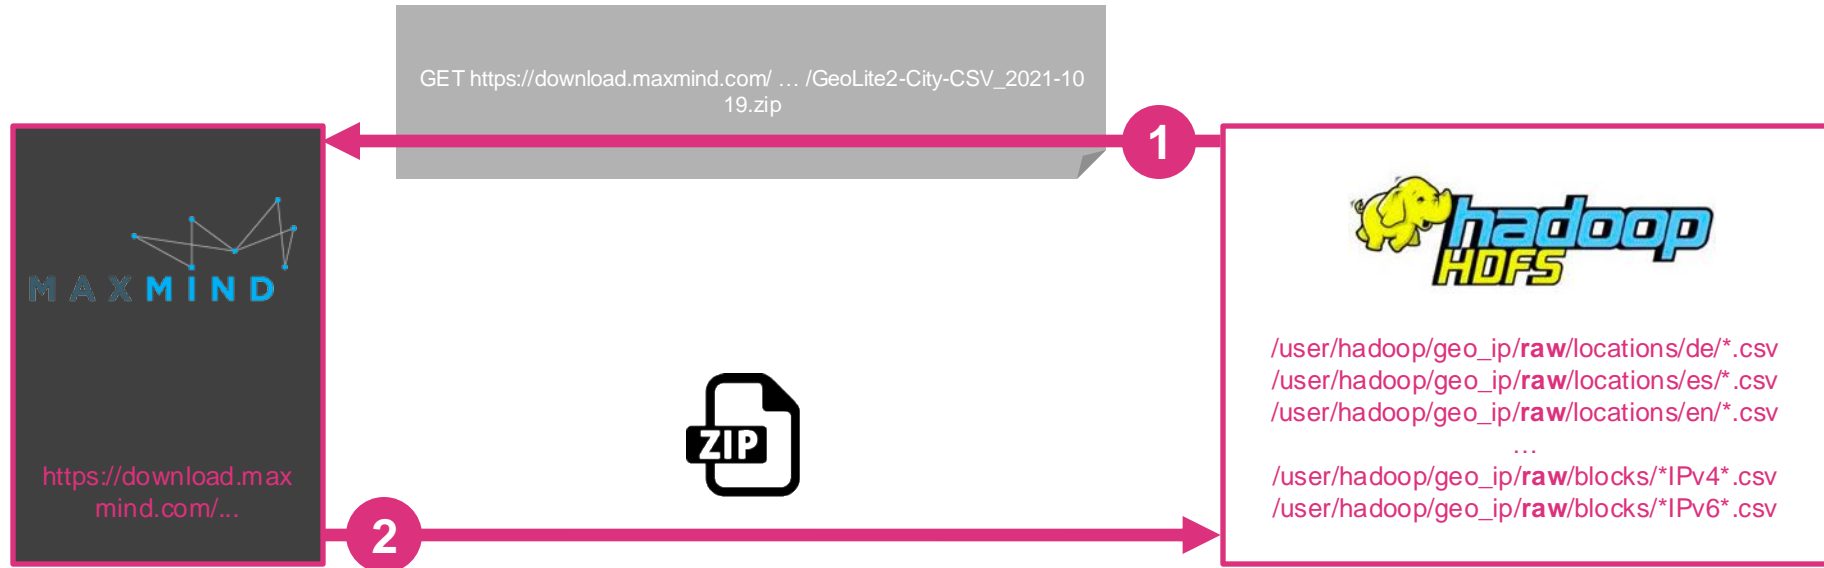 GET https://download.maxmind.com/ … /GeoLite2-City-CSV_2021-10
19.zip
1
MAXMIND
hadoop
HDFS
/user/hadoop/geo_ip/raw/locations/de/*.csv
/user/hadoop/geo_ip/raw/locations/es/*.csv
/user/hadoop/geo_ip/raw/locations/en/*.csv
…
/user/hadoop/geo_ip/raw/blocks/*IPv4*.csv
/user/hadoop/geo_ip/raw/blocks/*IPv6*.csv
ZIP
https://download.max
mind.com/...
2